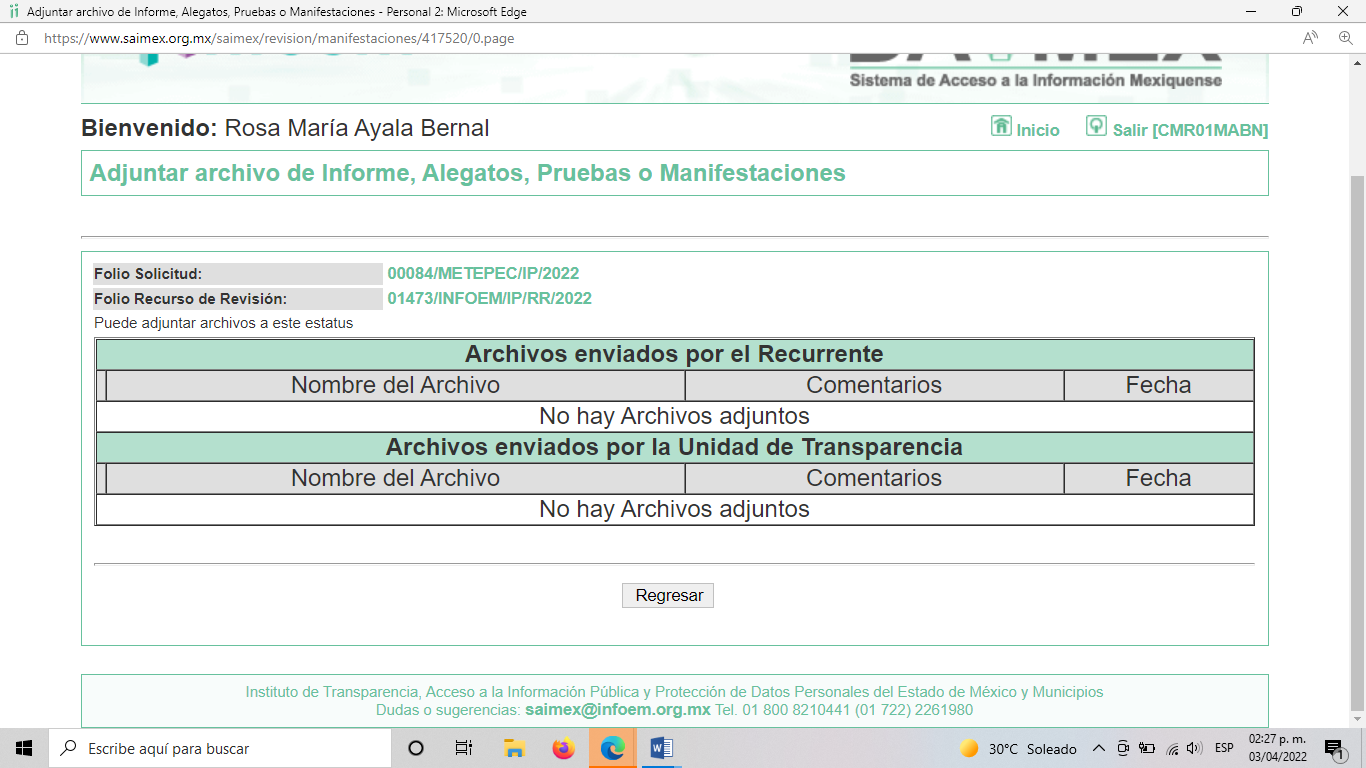 Adjuntar archivo de Informe, Alegatos, Pruebas o Manifestaciones - Personal 2: Microsoft Edge
https://www.saimex.org.mx/saimex/revision/manifestaciones/417520/0.page
Sistema de Acceso a la Información Mexiquense
Bienvenido: Rosa María Ayala Bernal
Inicio Salir [CMR01MABN]
Adjuntar archivo de Informe, Alegatos, Pruebas o Manifestaciones
Folio Solicitud: 00084/METEPEC/IP/2022
Folio Recurso de Revisión: 01473/INFOEM/IP/RR/2022
Puede adjuntar archivos a este estatus
Archivos enviados por el Recurrente
Nombre del Archivo Comentarios Fecha
No hay Archivos adjuntos
Archivos enviados por la Unidad de Transparencia
Nombre del Archivo Comentarios Fecha
No hay Archivos adjuntos
Regresar
Instituto de Transparencia, Acceso a la Información Pública y Protección de Datos Personales del Estado de México y Municipios
Dudas o sugerencias: saimex@infoem.org.mx Tel. 01 800 8210441 (01 722) 2261980
Escribe aquí para buscar
30°C Soleado
ESP
02:27 p. m.
03/04/2022
1